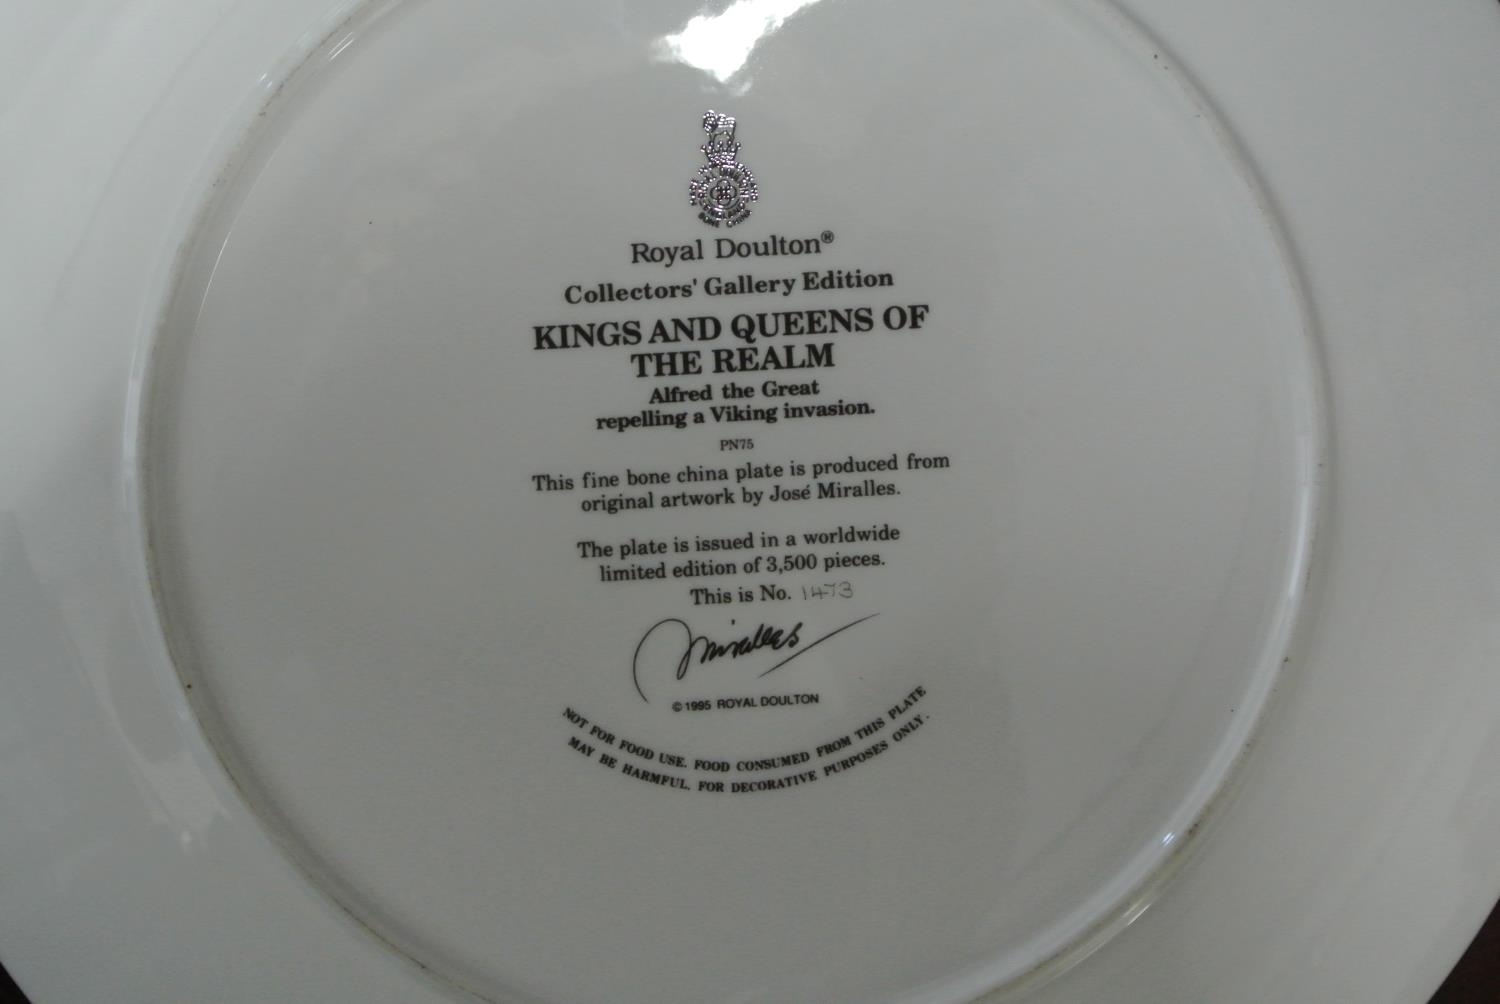 Royal Doulton®
Collectors' Gallery Edition
KINGS AND QUEENS OF
THE REALM
Alfred the Great
repelling a Viking invasion.
PN75
This fine bone china plate is produced from
original artwork by José Miralles.
The plate is issued in a worldwide
limited edition of 3,500 pieces.
This is No. 1473
Miralles
© 1995 ROYAL DOULTON
NOT FOR FOOD USE. FOOD CONSUMED FROM THIS PLATE
MAY BE HARMFUL. FOR DECORATIVE PURPOSES ONLY.